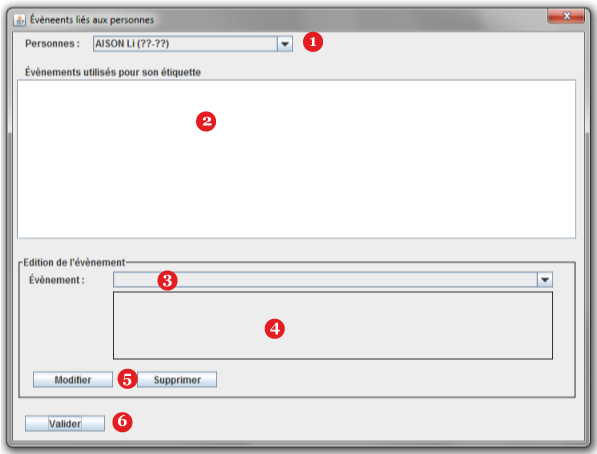 Évèneents liés aux personnes
Personnes : AISON Li (??-??) 1
Évènements utilisés pour son étiquette
2
Edition de l'évènement
Évènement : 3
4
Modifier 5 Supprimer
Valider 6